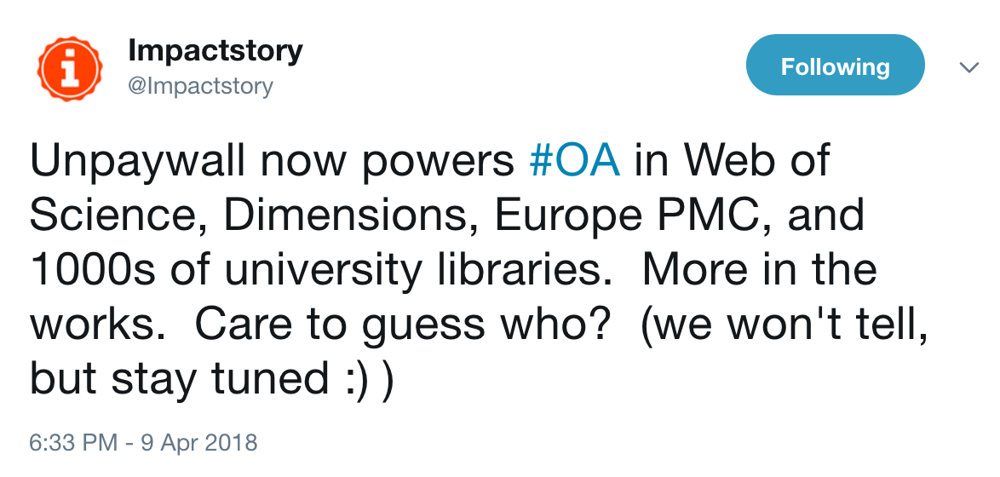 Impactstory
@Impactstory
Following
Unpaywall now powers #OA in Web of
Science, Dimensions, Europe PMC, and
1000s of university libraries.  More in the
works.  Care to guess who?  (we won't tell,
but stay tuned :) )
6:33 PM - 9 Apr 2018